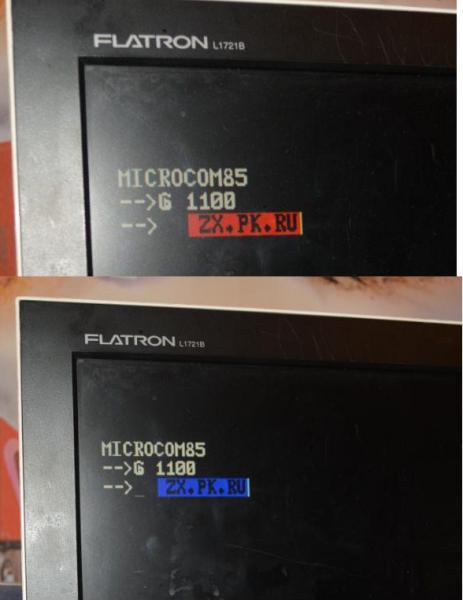 FLATRON L1721B
MICROCOM85
-->G 1100
--> ZX.PK.RU
FLATRON L1721B
MICROCOM85
-->G 1100
-->_ ZX.PK.RU